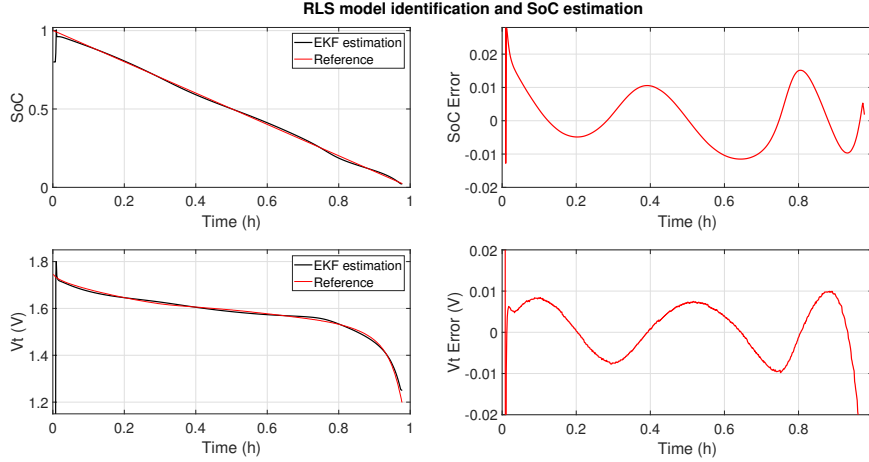 RLS model identification and SoC estimation
SoC
1
0.5
0
0 0.2 0.4 0.6 0.8 1
Time (h)
EKF estimation
Reference
SoC Error
0.02
0.01
0
-0.01
-0.02
0 0.2 0.4 0.6 0.8
Time (h)
Vt (V)
1.8
1.6
1.4
1.2
0 0.2 0.4 0.6 0.8 1
Time (h)
EKF estimation
Reference
Vt Error (V)
0.02
0.01
0
-0.01
-0.02
0 0.2 0.4 0.6 0.8
Time (h)